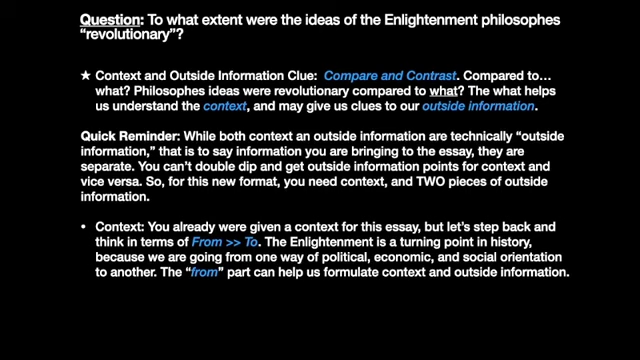 Question: To what extent were the ideas of the Enlightenment philosophes
"revolutionary"?
★ Context and Outside Information Clue: Compare and Contrast. Compared to…
what? Philosophes ideas were revolutionary compared to what? The what helps
us understand the context, and may give us clues to our outside information.
Quick Reminder: While both context an outside information are technically "outside
information," that is to say information you are bringing to the essay, they are
separate. You can't double dip and get outside information points for context and
vice versa. So, for this new format, you need context, and TWO pieces of outside
information.
• Context: You already were given a context for this essay, but let's step back and
think in terms of From >> To. The Enlightenment is a turning point in history,
because we are going from one way of political, economic, and social orientation
to another. The "from" part can help us formulate context and outside information.